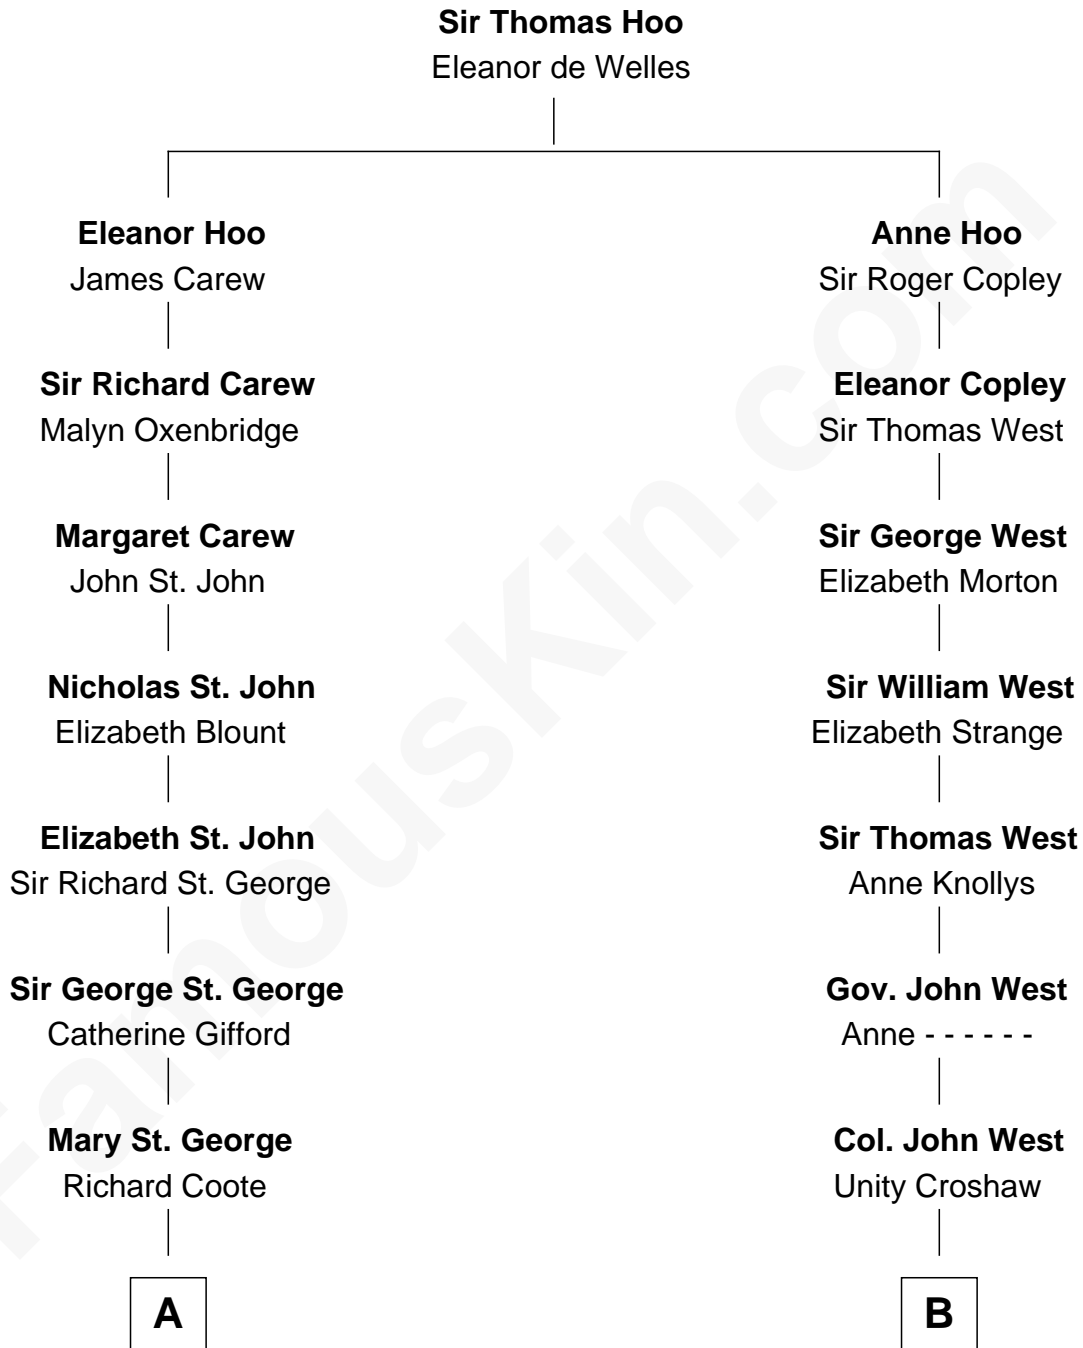 Sir Thomas Hoo
Eleanor de Welles
Eleanor Hoo
James Carew
Anne Hoo
Sir Roger Copley
Sir Richard Carew
Malyn Oxenbridge
Eleanor Copley
Sir Thomas West
Margaret Carew
John St. John
Sir George West
Elizabeth Morton
Nicholas St. John
Elizabeth Blount
Sir William West
Elizabeth Strange
Elizabeth St. John
Sir Richard St. George
Sir Thomas West
Anne Knollys
Sir George St. George
Catherine Gifford
Gov. John West
Anne - - - - - -
Mary St. George
Richard Coote
Col. John West
Unity Croshaw
A
B
FamousKin.com